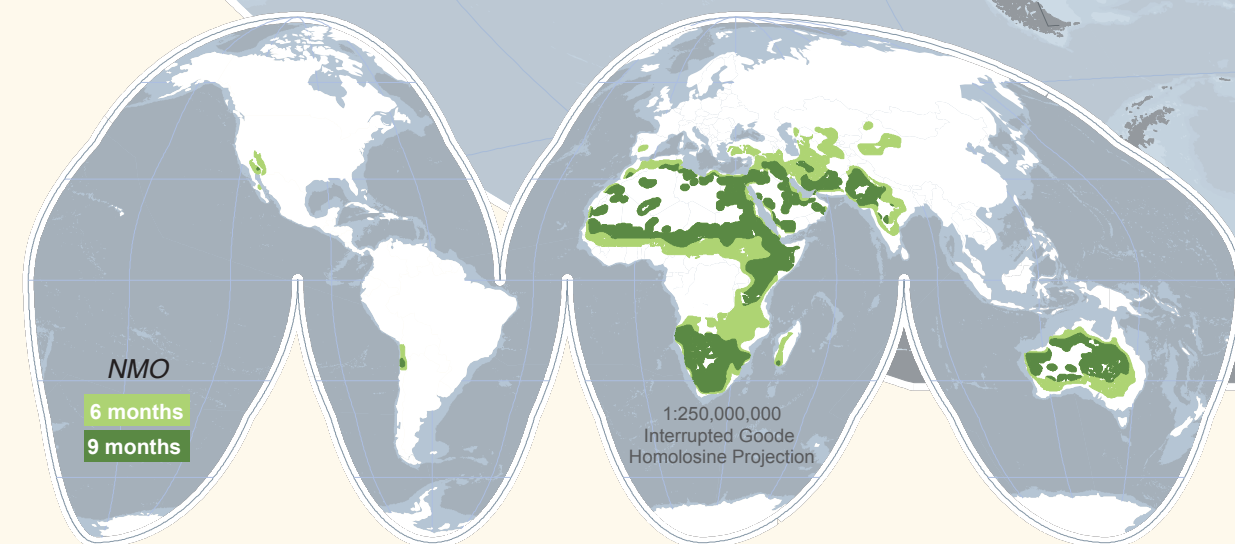 NMO
6 months
9 months
1:250,000,000
Interrupted Goode
Homolosine Projection